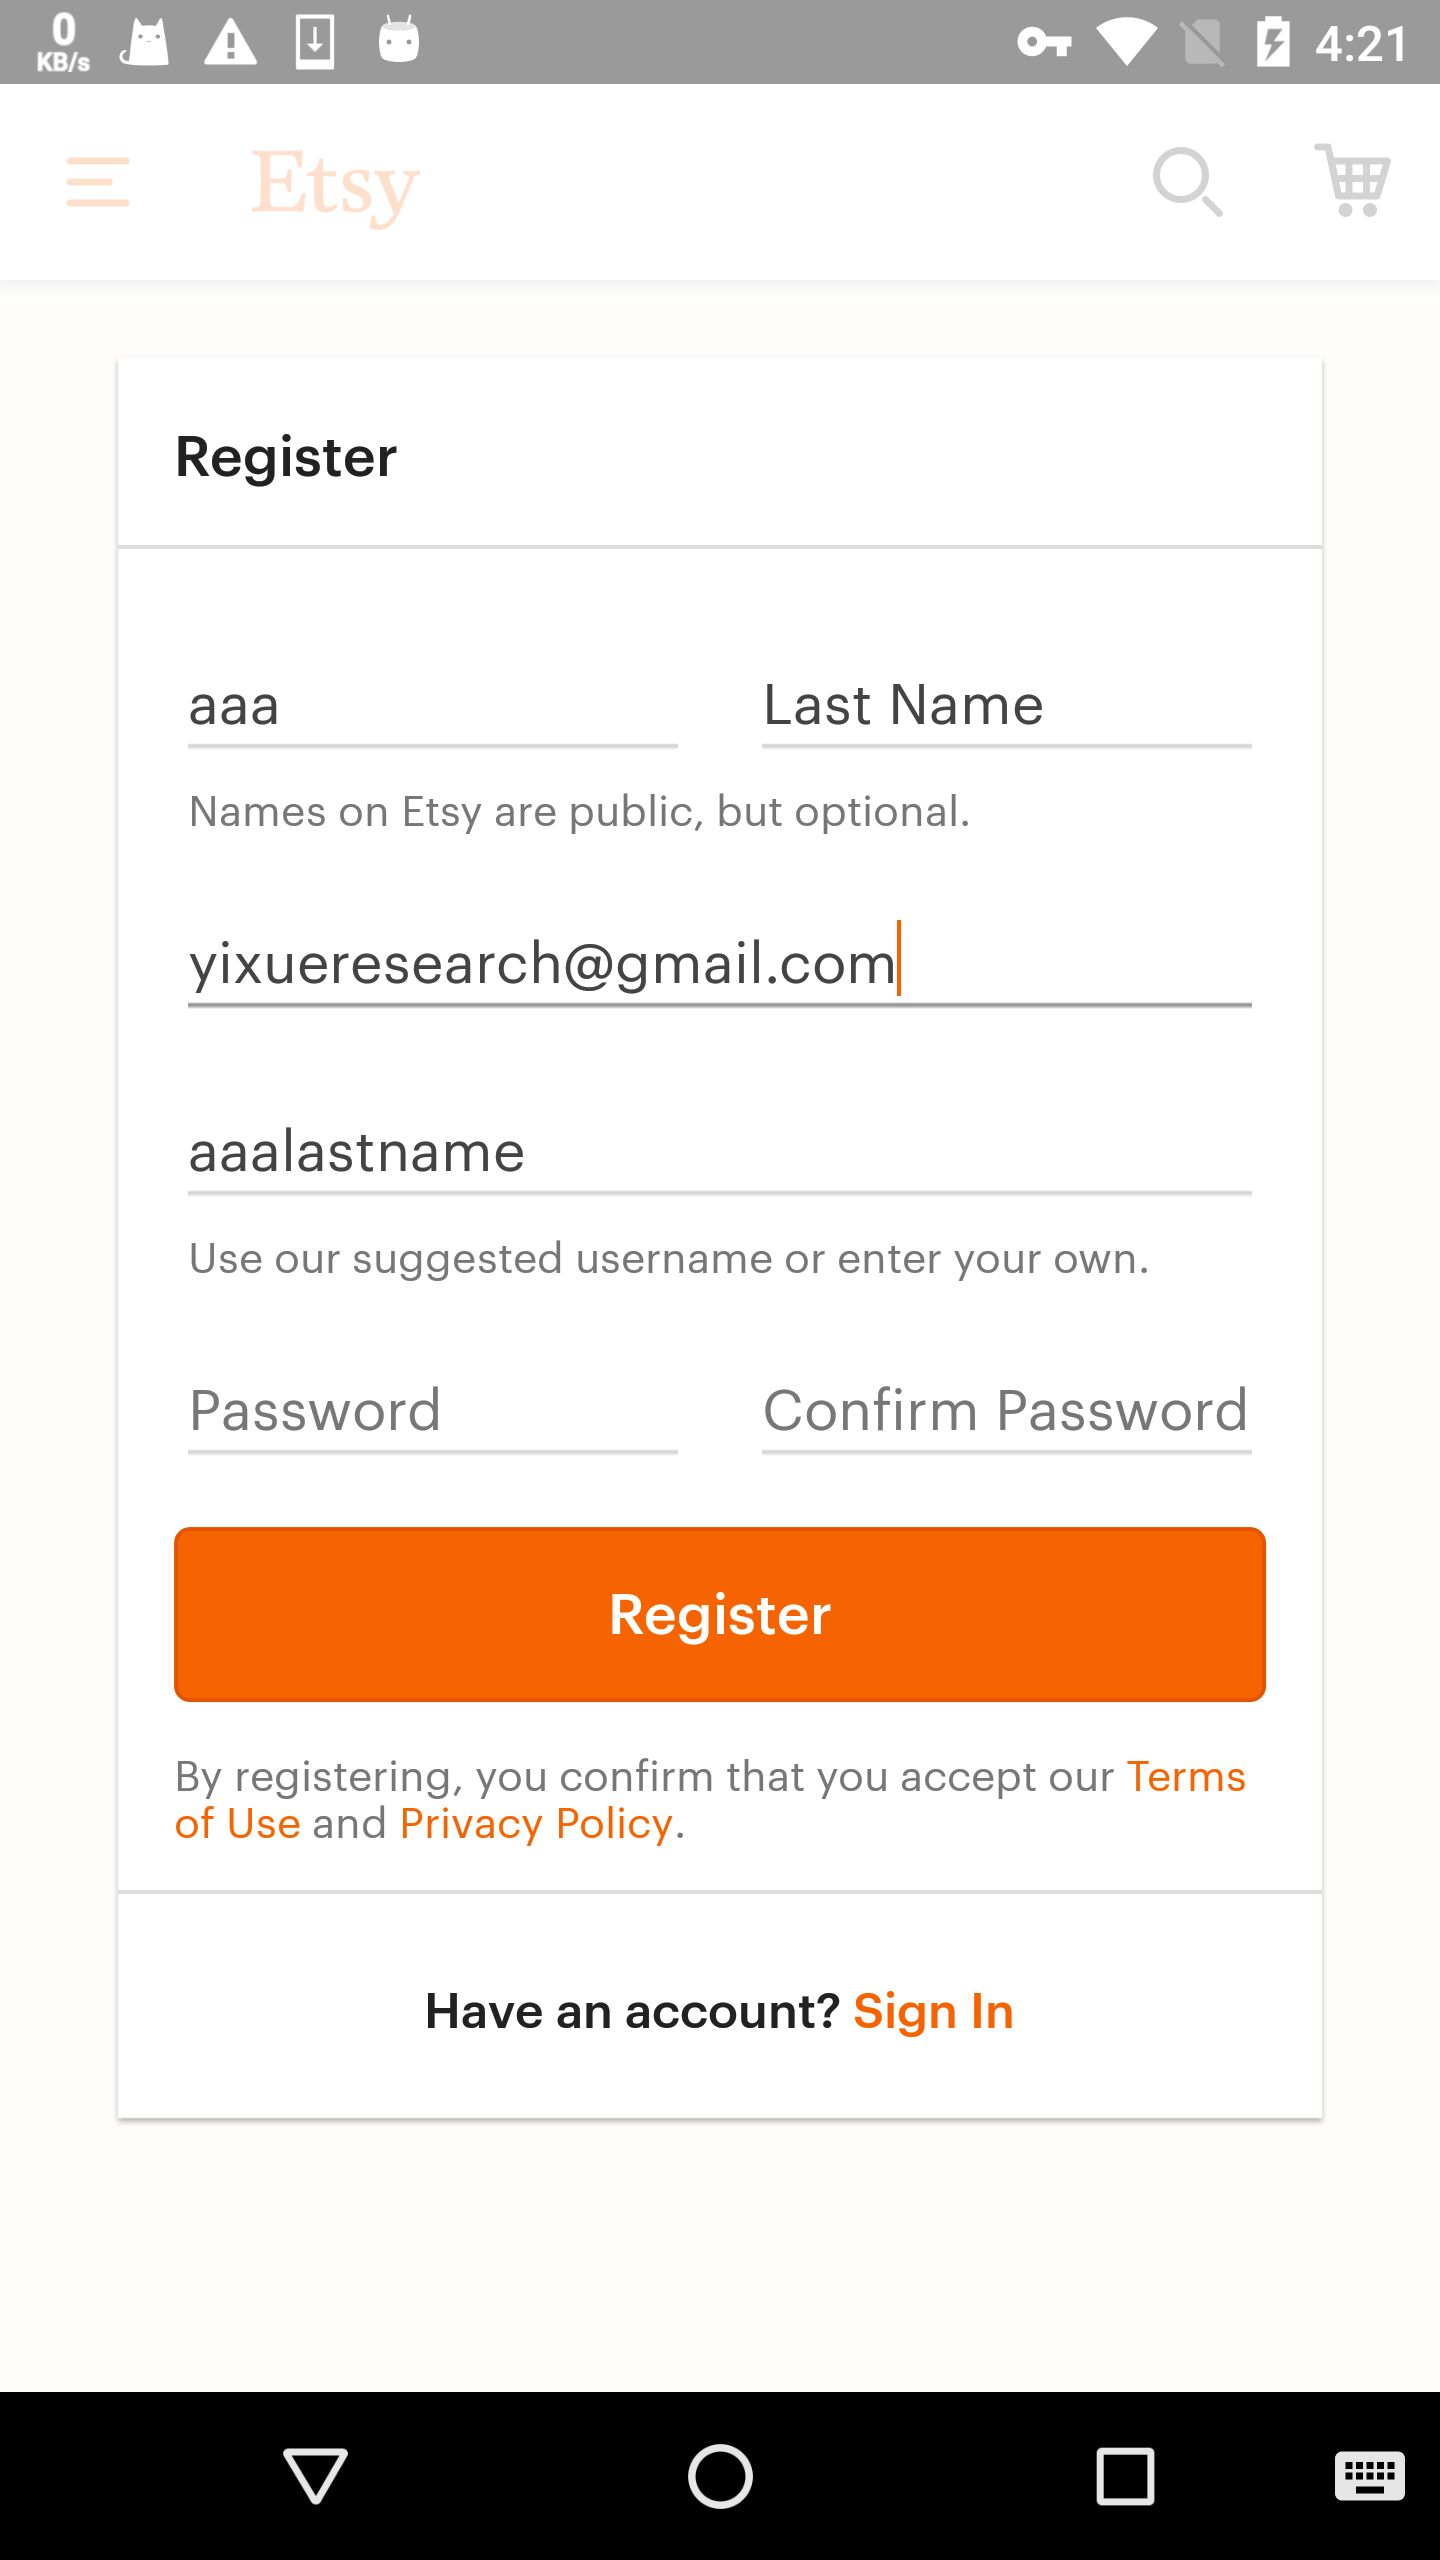 0
KB/s
4:21
Etsy
Register
aaa
Last Name
Names on Etsy are public, but optional.
yixueresearch@gmail.com
aaalastname
Use our suggested username or enter your own.
Password
Confirm Password
Register
By registering, you confirm that you accept our Terms
of Use and Privacy Policy.
Have an account? Sign In